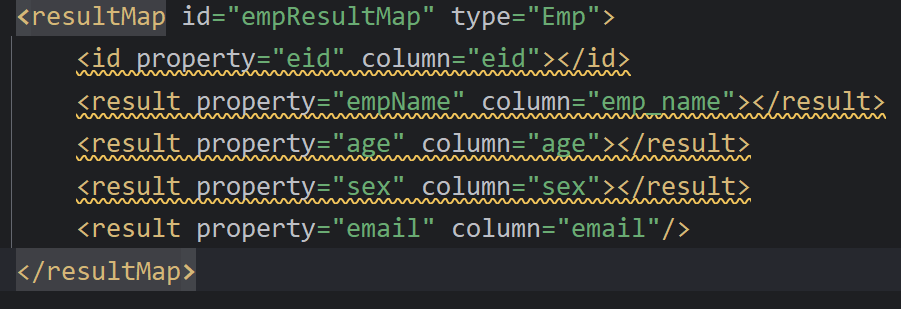 <resultMap id="empResultMap" type="Emp">
    <id property="eid" column="eid"></id>
    <result property="empName" column="emp_name"></result>
    <result property="age" column="age"></result>
    <result property="sex" column="sex"></result>
    <result property="email" column="email"/>
</resultMap>